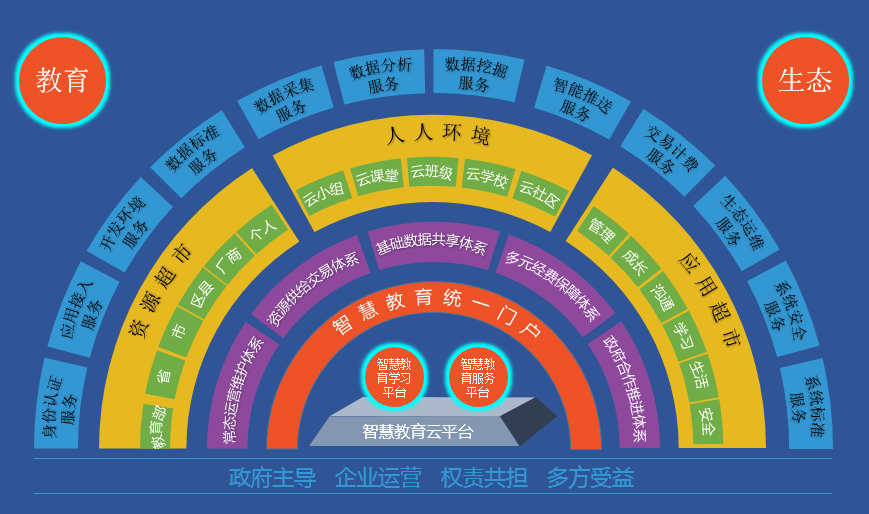 教育
生态
身份认证
服务
应用接入
服务
开发环境
服务
数据标准
服务
数据采集
服务
数据分析
服务
数据挖掘
服务
智能推送
服务
交易计费
服务
生态运维
服务
系统安全
服务
系统标准
服务
资源超市
教育部
省
市
区县
厂商
个人
人人环境
云小组
云课堂
云班级
云学校
云社区
应用超市
管理
成长
沟通
学习
生活
安全
常态运营维护体系
资源供给交易体系
基础数据共享体系
多元经费保障体系
政府合作推进体系
智慧教育统一门户
智慧教
育学习
平台
智慧教
育服务
平台
智慧教育云平台
政府主导 企业运营 权责共担 多方受益